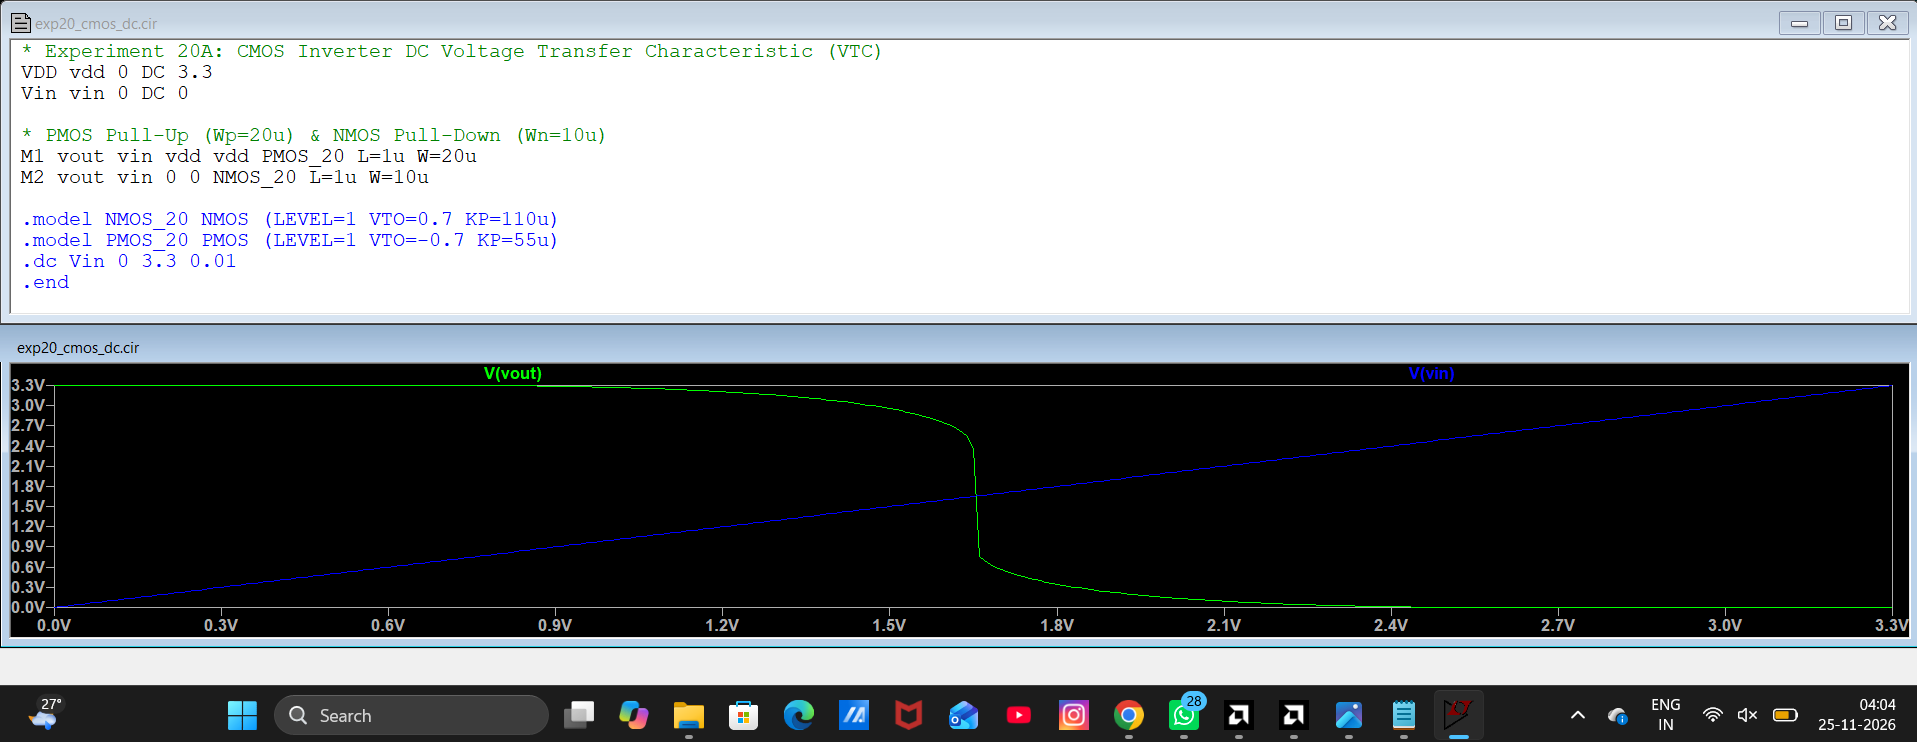 exp20_cmos_dc.cir
* Experiment 20A: CMOS Inverter DC Voltage Transfer Characteristic (VTC)
VDD vdd 0 DC 3.3
Vin vin 0 DC 0
* PMOS Pull-Up (Wp=20u) & NMOS Pull-Down (Wn=10u)
M1 vout vin vdd vdd PMOS_20 L=1u W=20u
M2 vout vin 0 0 NMOS_20 L=1u W=10u
.model NMOS_20 NMOS (LEVEL=1 VTO=0.7 KP=110u)
.model PMOS_20 PMOS (LEVEL=1 VTO=-0.7 KP=55u)
.dc Vin 0 3.3 0.01
.end
exp20_cmos_dc.cir
V(vout) V(vin)
3.3V
3.0V
2.7V
2.4V
2.1V
1.8V
1.5V
1.2V
0.9V
0.6V
0.3V
0.0V
0.0V 0.3V 0.6V 0.9V 1.2V 1.5V 1.8V 2.1V 2.4V 2.7V 3.0V 3.3V
27°
Search
28
ENG
IN
04:04
25-11-2026